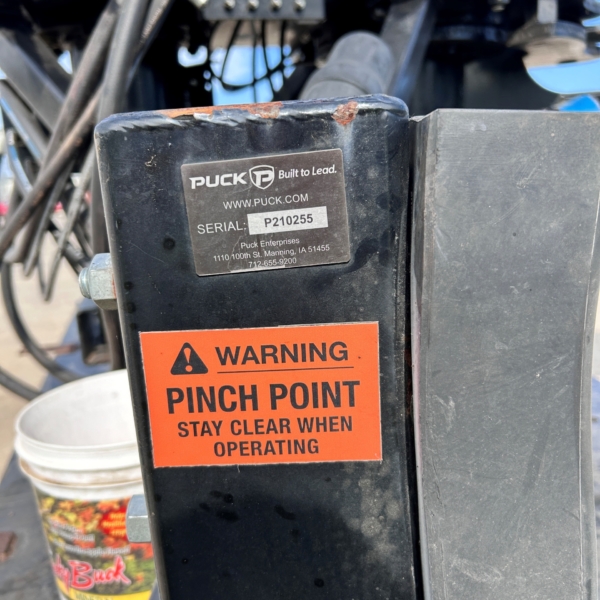 PUCK Built to Lead.
WWW.PUCK.COM
SERIAL: P210255
Puck Enterprises
1110 100th St. Manning, IA 51455
712-655-9200
WARNING
PINCH POINT
STAY CLEAR WHEN
OPERATING
Buck